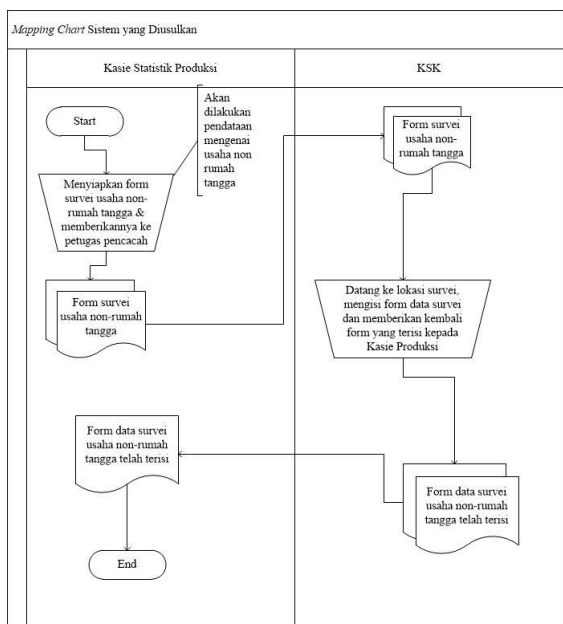 Mapping Chart Sistem yang Diusulkan
Kasie Statistik Produksi
KSK
Start
Akan
dilakukan
pendataan
mengenai
usaha non
rumah
tangga
Menyiapkan form
survei usaha non-
rumah tangga &
memberikannya ke
petugas pencacah
Form survei
usaha non-rumah
tangga
Form survei
usaha non-
rumah tangga
Datang ke lokasi survei,
mengisi form data survei
dan memberikan kembali
form yang terisi kepada
Kasie Produksi
Form data survei
usaha non-rumah
tangga telah terisi
Form data survei
usaha non-rumah
tangga telah terisi
End